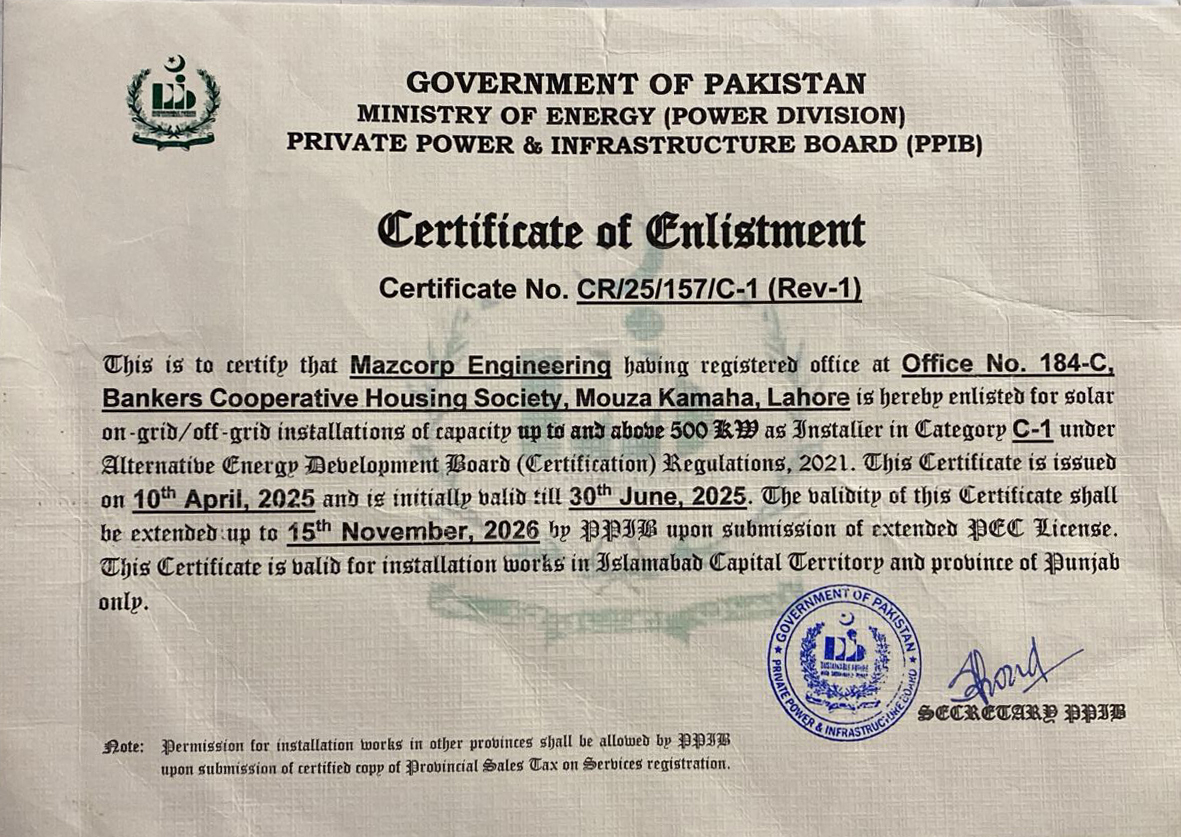 GOVERNMENT OF PAKISTAN
MINISTRY OF ENERGY (POWER DIVISION)
PRIVATE POWER & INFRASTRUCTURE BOARD (PPIB)
Certificate of Enlistment
Certificate No. CR/25/157/C-1 (Rev-1)
This is to certify that Mazcorp Engineering having registered office at Office No. 184-C,
Bankers Cooperative Housing Society, Mouza Kamaha, Lahore is hereby enlisted for solar
on-grid/off-grid installations of capacity up to and above 500 KW as Installer in Category C-1 under
Alternative Energy Development Board (Certification) Regulations, 2021. This Certificate is issued
on 10th April, 2025 and is initially valid till 30th June, 2025. The validity of this Certificate shall
be extended up to 15th November, 2026 by PPIB upon submission of extended PEC License.
This Certificate is valid for installation works in Islamabad Capital Territory and province of Punjab
only.
GOVERNMENT OF PAKISTAN
PRIVATE POWER & INFRASTRUCTURE BOARD
SECRETARY PPIB
Note: Permission for installation works in other provinces shall be allowed by PPIB
upon submission of certified copy of Provincial Sales Tax on Services registration.